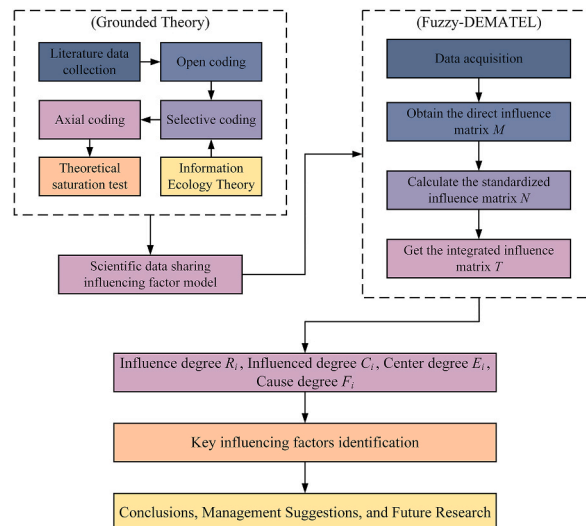 (Grounded Theory)
Literature data
collection
Open coding
Axial coding
Selective coding
Theoretical
saturation test
Information
Ecology Theory
Scientific data sharing
influencing factor model
(Fuzzy-DEMATEL)
Data acquisition
Obtain the direct influence
matrix M
Calculate the standardized
influence matrix N
Get the integrated influence
matrix T
Influence degree Ri, Influenced degree Ci, Center degree Ei,
Cause degree Fi
Key influencing factors identification
Conclusions, Management Suggestions, and Future Research